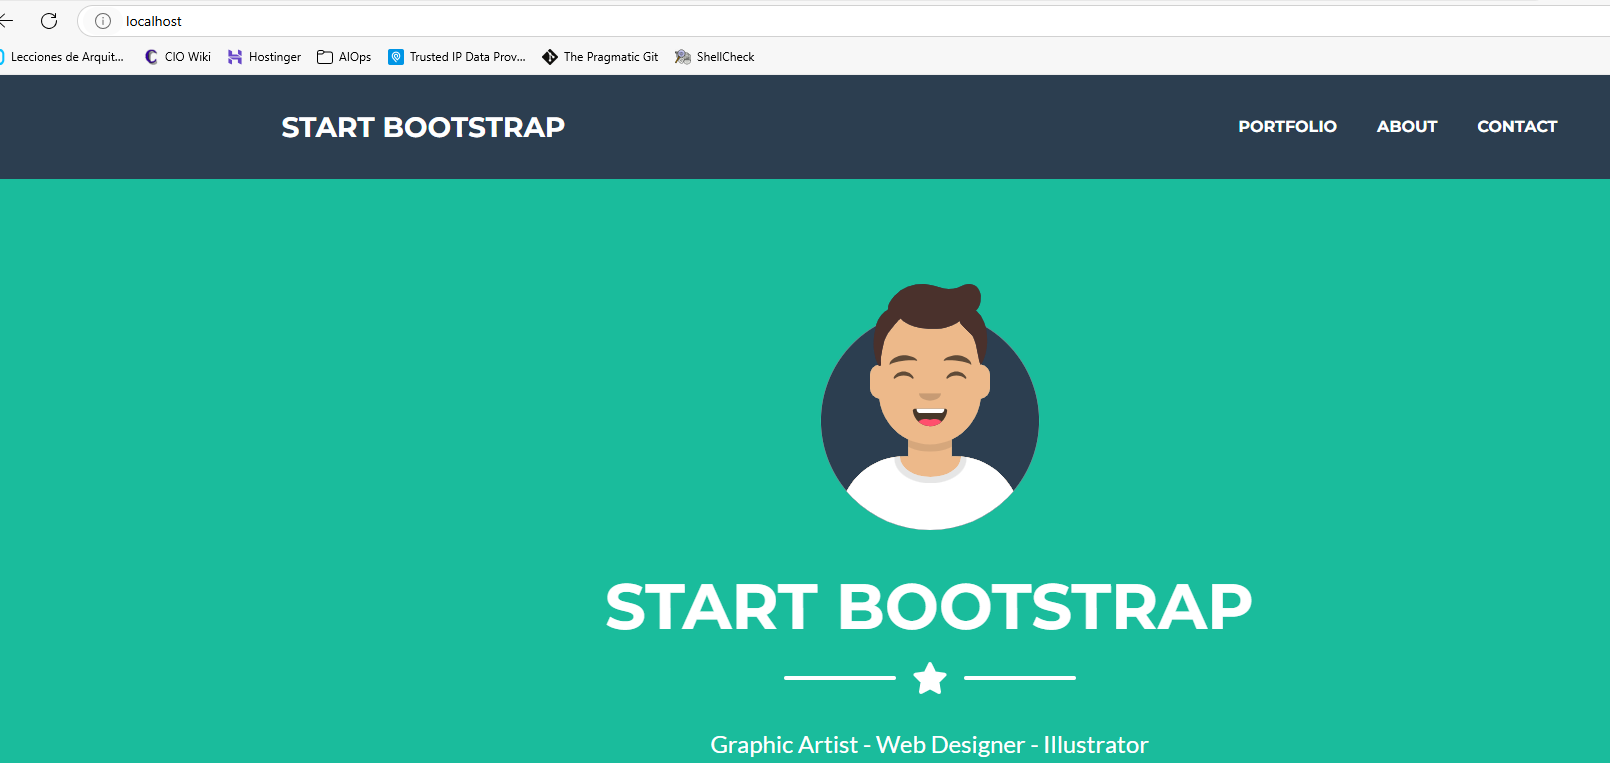 localhost
Lecciones de Arquit... CIO Wiki Hostinger AIOps Trusted IP Data Prov... The Pragmatic Git ShellCheck
START BOOTSTRAP PORTFOLIO ABOUT CONTACT
START BOOTSTRAP
Graphic Artist - Web Designer - Illustrator